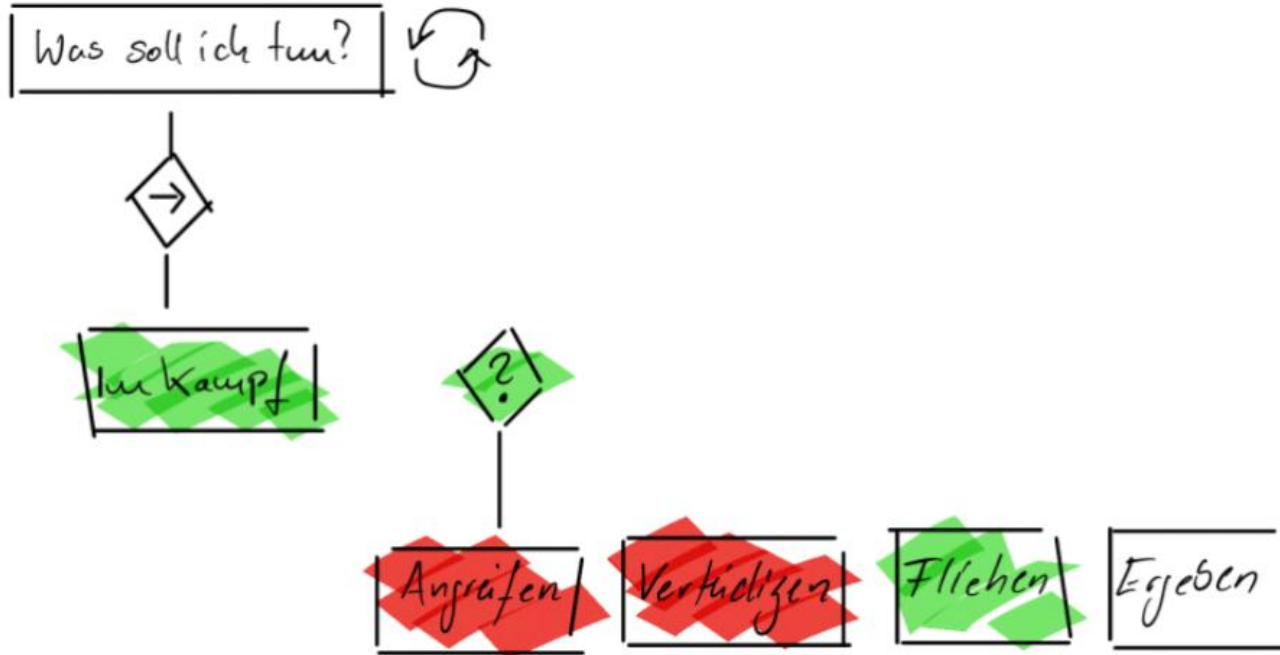 Was soll ich tun?
Im Kampf
?
Angreifen
Verteidigen
Fliehen
Ergeben